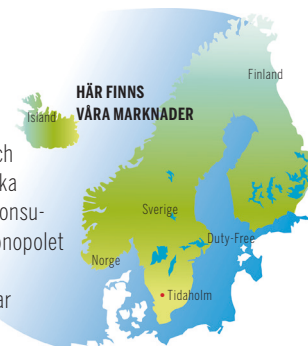 Finland
HÄR FINNS
VÅRA MARKNADER
Island
ch
ka
onsu-
onopolet
ar
Sverige
Duty-Free
Norge
Tidaholm